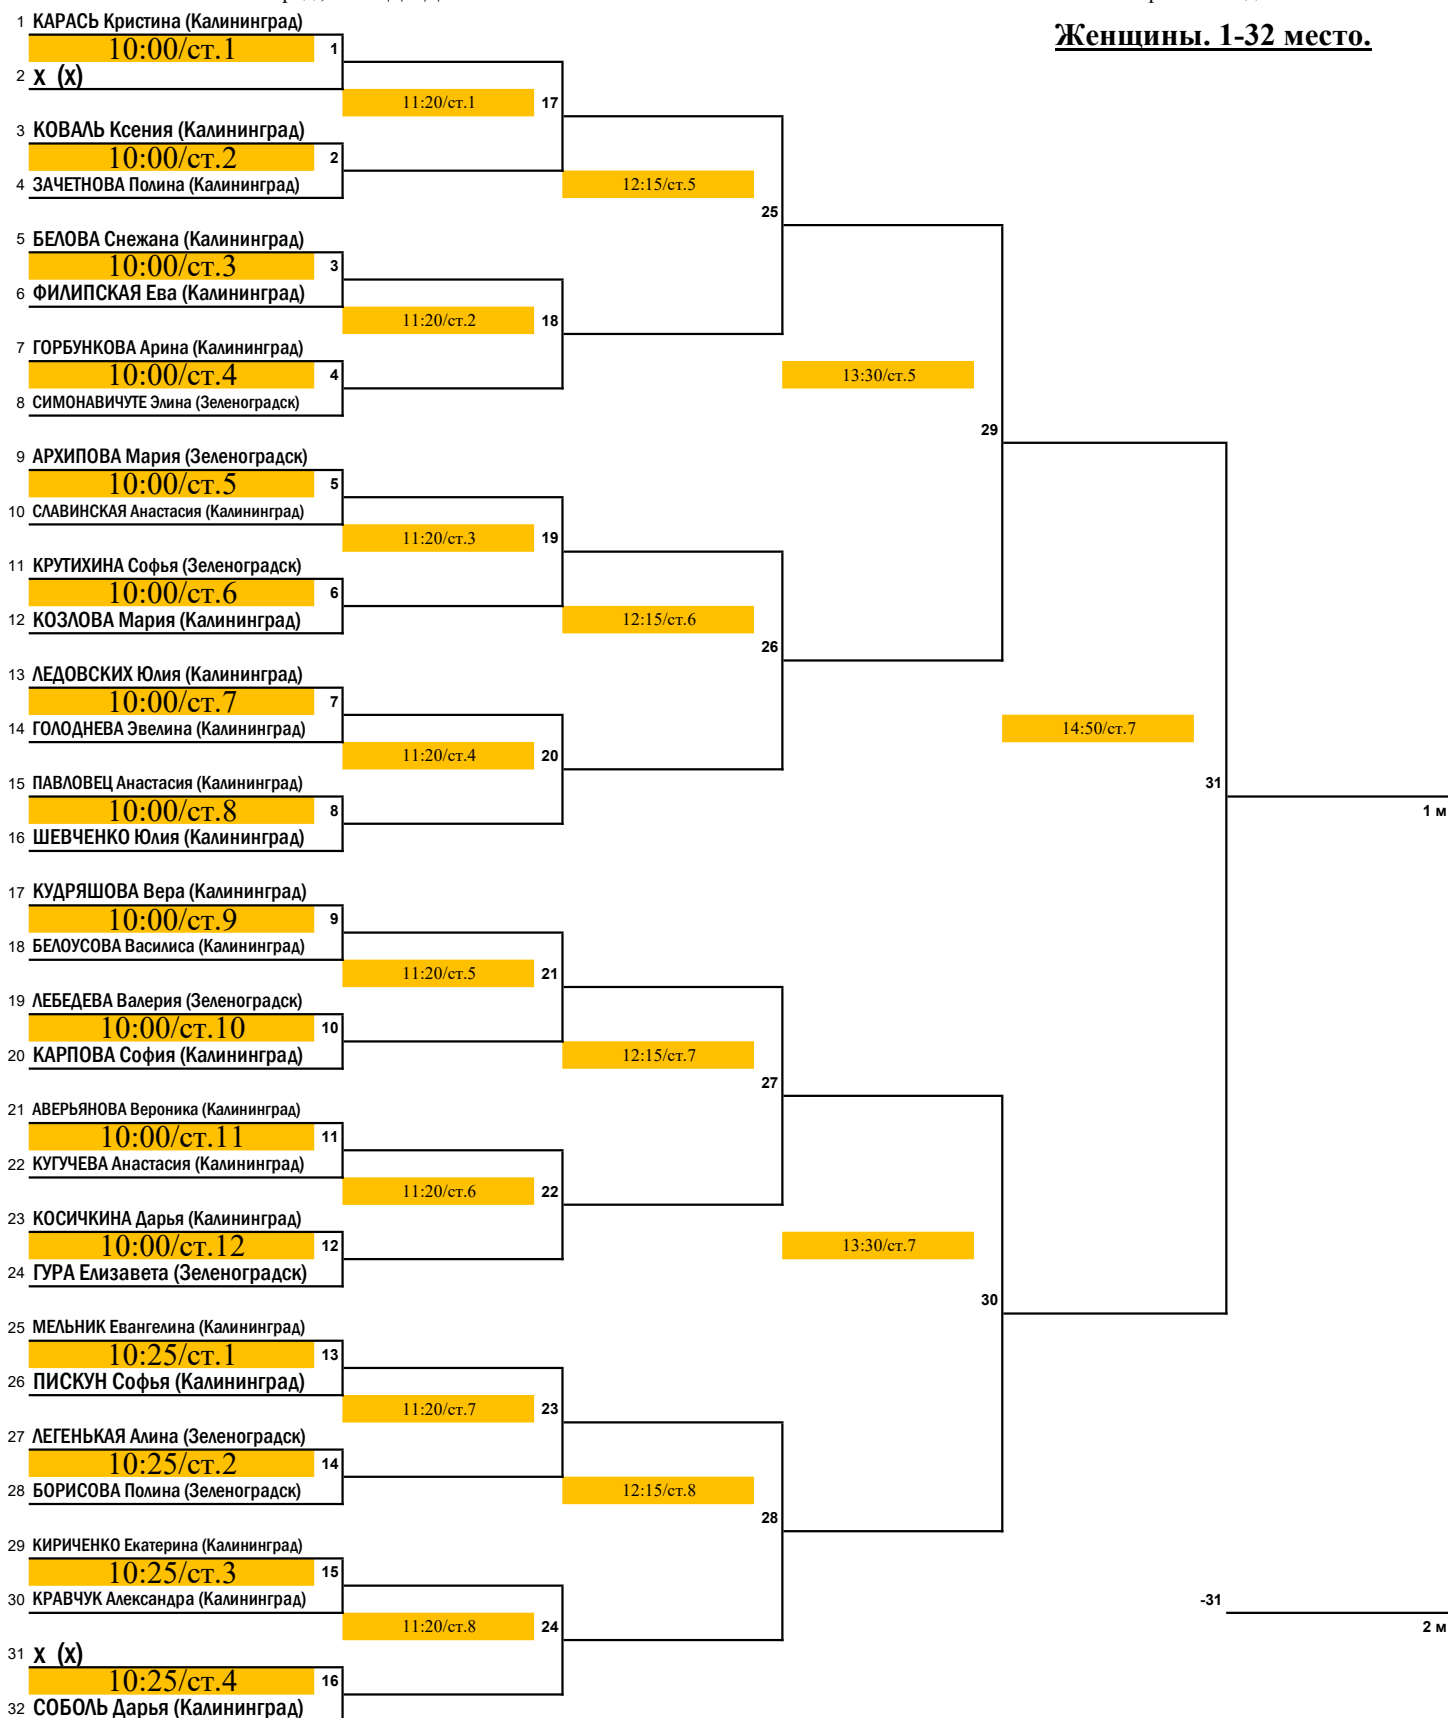 Женщины. 1-32 место.
1 КАРАСЬ Кристина (Калининград)
10:00/ст.1 1
2 X (X)
11:20/ст.1 17
3 КОВАЛЬ Ксения (Калининград)
10:00/ст.2 2
4 ЗАЧЕТНОВА Полина (Калининград)
12:15/ст.5
25
5 БЕЛОВА Снежана (Калининград)
10:00/ст.3 3
6 ФИЛИПСКАЯ Ева (Калининград)
11:20/ст.2 18
7 ГОРБУНКОВА Арина (Калининград)
10:00/ст.4 4
13:30/ст.5
8 СИМОНАВИЧУТЕ Элина (Зеленоградск)
29
9 АРХИПОВА Мария (Зеленоградск)
10:00/ст.5 5
10 СЛАВИНСКАЯ Анастасия (Калининград)
11:20/ст.3 19
11 КРУТИХИНА Софья (Зеленоградск)
10:00/ст.6 6
12 КОЗЛОВА Мария (Калининград)
12:15/ст.6
26
13 ЛЕДОВСКИХ Юлия (Калининград)
10:00/ст.7 7
14 ГОЛОДНЕВА Эвелина (Калининград)
14:50/ст.7
11:20/ст.4 20
15 ПАВЛОВЕЦ Анастасия (Калининград)
31
10:00/ст.8 8
1 м
16 ШЕВЧЕНКО Юлия (Калининград)
17 КУДРЯШОВА Вера (Калининград)
10:00/ст.9 9
18 БЕЛОУСОВА Василиса (Калининград)
11:20/ст.5 21
19 ЛЕБЕДЕВА Валерия (Зеленоградск)
10:00/ст.10 10
20 КАРПОВА София (Калининград)
12:15/ст.7
27
21 АВЕРЬЯНОВА Вероника (Калининград)
10:00/ст.11 11
22 КУГУЧЕВА Анастасия (Калининград)
11:20/ст.6 22
23 КОСИЧКИНА Дарья (Калининград)
10:00/ст.12 12
13:30/ст.7
24 ГУРА Елизавета (Зеленоградск)
30
25 МЕЛЬНИК Евангелина (Калининград)
10:25/ст.1 13
26 ПИСКУН Софья (Калининград)
11:20/ст.7 23
27 ЛЕГЕНЬКАЯ Алина (Зеленоградск)
10:25/ст.2 14
28 БОРИСОВА Полина (Зеленоградск)
12:15/ст.8
28
29 КИРИЧЕНКО Екатерина (Калининград)
10:25/ст.3 15
30 КРАВЧУК Александра (Калининград)
-31
11:20/ст.8 24
2 м
31 X (X)
10:25/ст.4 16
32 СОБОЛЬ Дарья (Калининград)